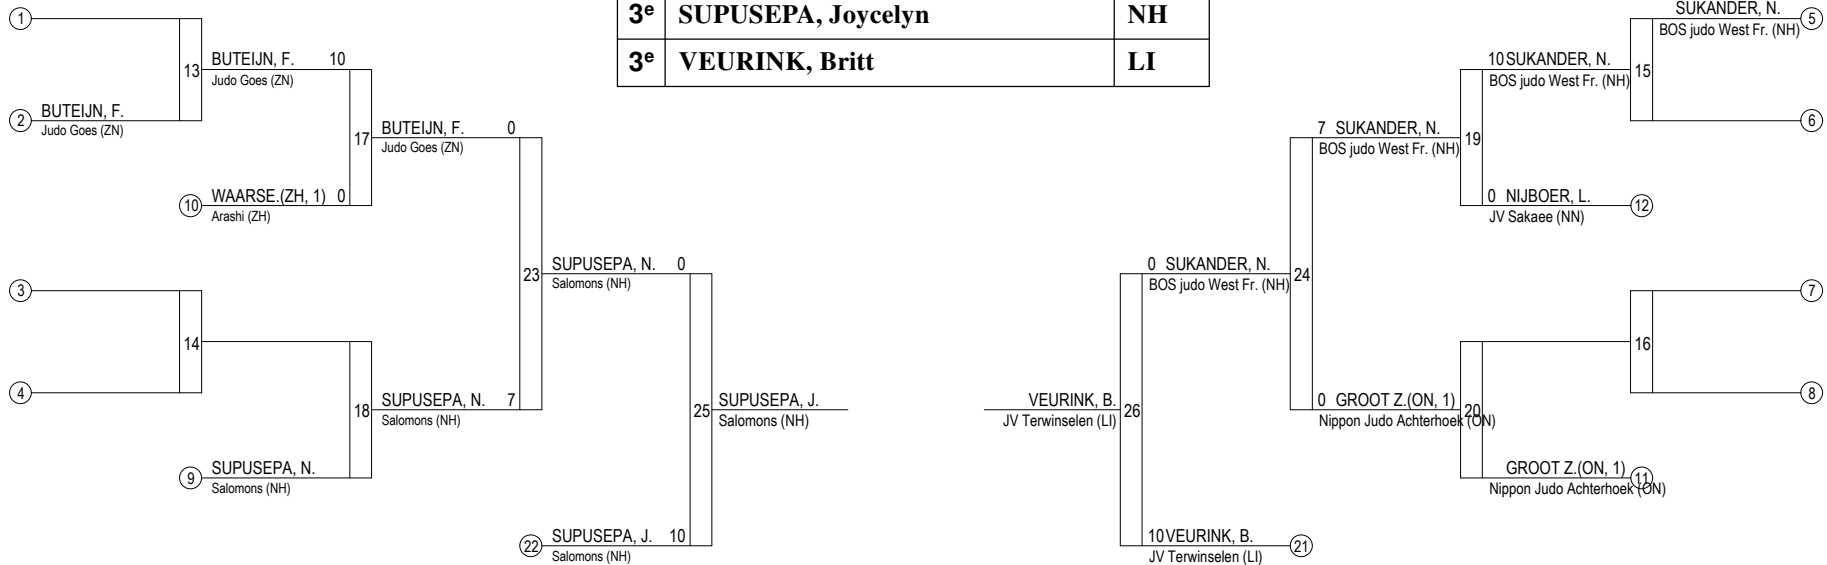 3e SUPUSEPA, Joycelyn NH
3e VEURINK, Britt LI
1
13
BUTEIJN, F. 10
Judo Goes (ZN)
2 BUTEIJN, F.
Judo Goes (ZN)
17
BUTEIJN, F. 0
Judo Goes (ZN)
10 WAARSE.(ZH, 1) 0
Arashi (ZH)
23
SUPUSEPA, N. 0
Salomons (NH)
3
14
4
18
SUPUSEPA, N. 7
Salomons (NH)
9 SUPUSEPA, N.
Salomons (NH)
25
SUPUSEPA, J.
Salomons (NH)
22 SUPUSEPA, J. 10
Salomons (NH)
SUKANDER, N. 5
BOS judo West Fr. (NH)
10 SUKANDER, N.
BOS judo West Fr. (NH)
15
6
7 SUKANDER, N.
BOS judo West Fr. (NH)
19
0 NIJBOER, L. 12
JV Sakaee (NN)
0 SUKANDER, N.
BOS judo West Fr. (NH)
24
7
16
8
VEURINK, B.
JV Terwinselen (LI)
26
0 GROOT Z.(ON, 1)
Nippon Judo Achterhoek (ON)
20
GROOT Z.(ON, 1) 11
Nippon Judo Achterhoek (ON)
10 VEURINK, B. 21
JV Terwinselen (LI)